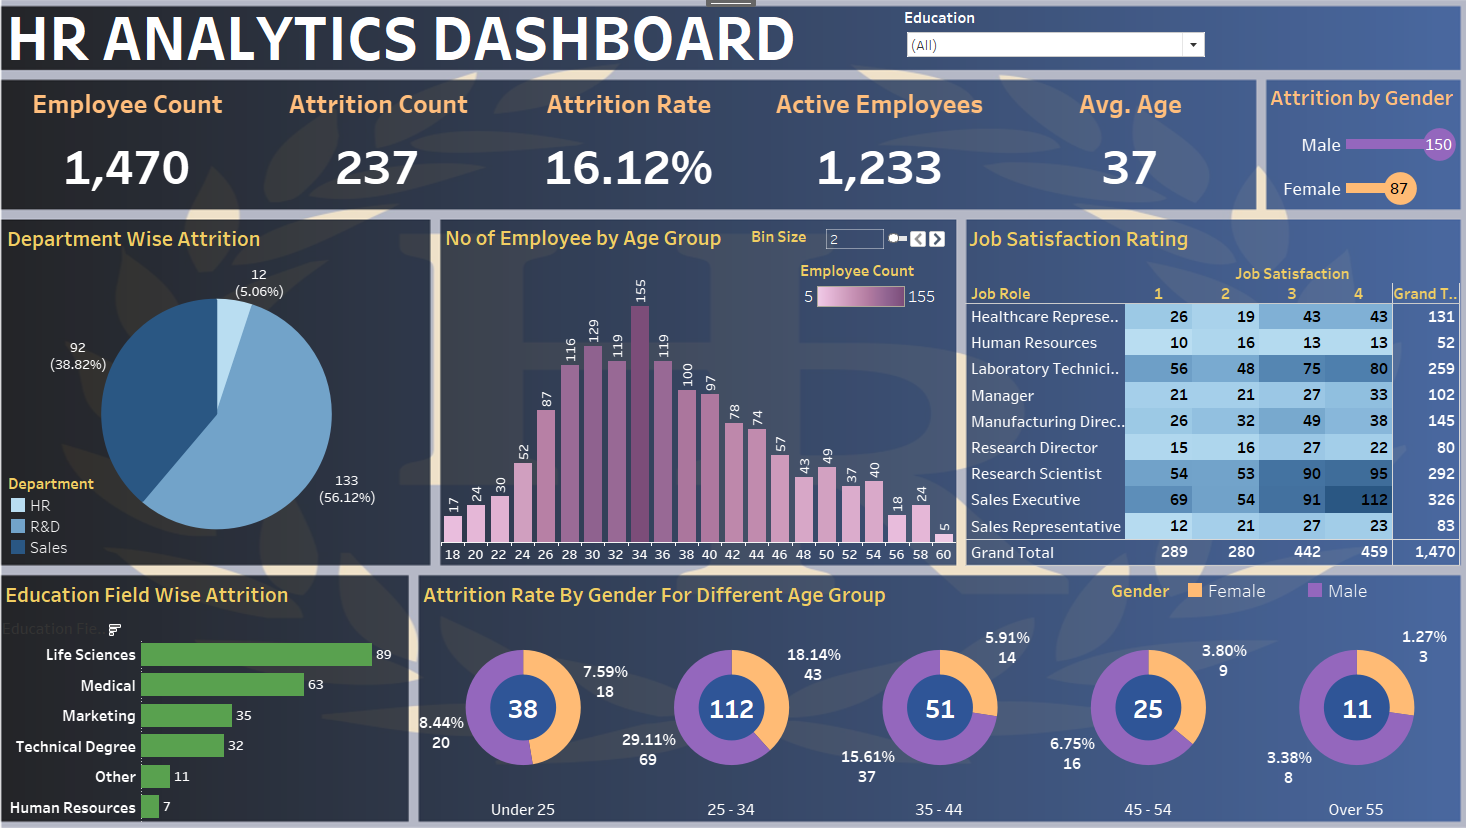 HR ANALYTICS DASHBOARD
Education
(All)
Employee Count Attrition Count Attrition Rate Active Employees Avg. Age
1,470 237 16.12% 1,233 37
Attrition by Gender
Male 150
Female 87
Department Wise Attrition
12
(5.06%)
92
(38.82%)
133
(56.12%)
Department
HR
R&D
Sales
No of Employee by Age Group
Bin Size 2
Employee Count
5 155
17 24 30 52 87 116 129 119 155 119 100 97 78 74 57 43 49 37 40 18 24 5
18 20 22 24 26 28 30 32 34 36 38 40 42 44 46 48 50 52 54 56 58 60
Job Satisfaction Rating
Job Satisfaction
Job Role 1 2 3 4 Grand T..
Healthcare Represe.. 26 19 43 43 131
Human Resources 10 16 13 13 52
Laboratory Technici.. 56 48 75 80 259
Manager 21 21 27 33 102
Manufacturing Direc.. 26 32 49 38 145
Research Director 15 16 27 22 80
Research Scientist 54 53 90 95 292
Sales Executive 69 54 91 112 326
Sales Representative 12 21 27 23 83
Grand Total 289 280 442 459 1,470
Education Field Wise Attrition
Education Fie..
Life Sciences 89
Medical 63
Marketing 35
Technical Degree 32
Other 11
Human Resources 7
Attrition Rate By Gender For Different Age Group
Gender Female Male
7.59%
18
38
8.44%
20
Under 25
18.14%
43
112
29.11%
69
25 - 34
5.91%
14
51
15.61%
37
35 - 44
3.80%
9
25
6.75%
16
45 - 54
1.27%
3
11
3.38%
8
Over 55